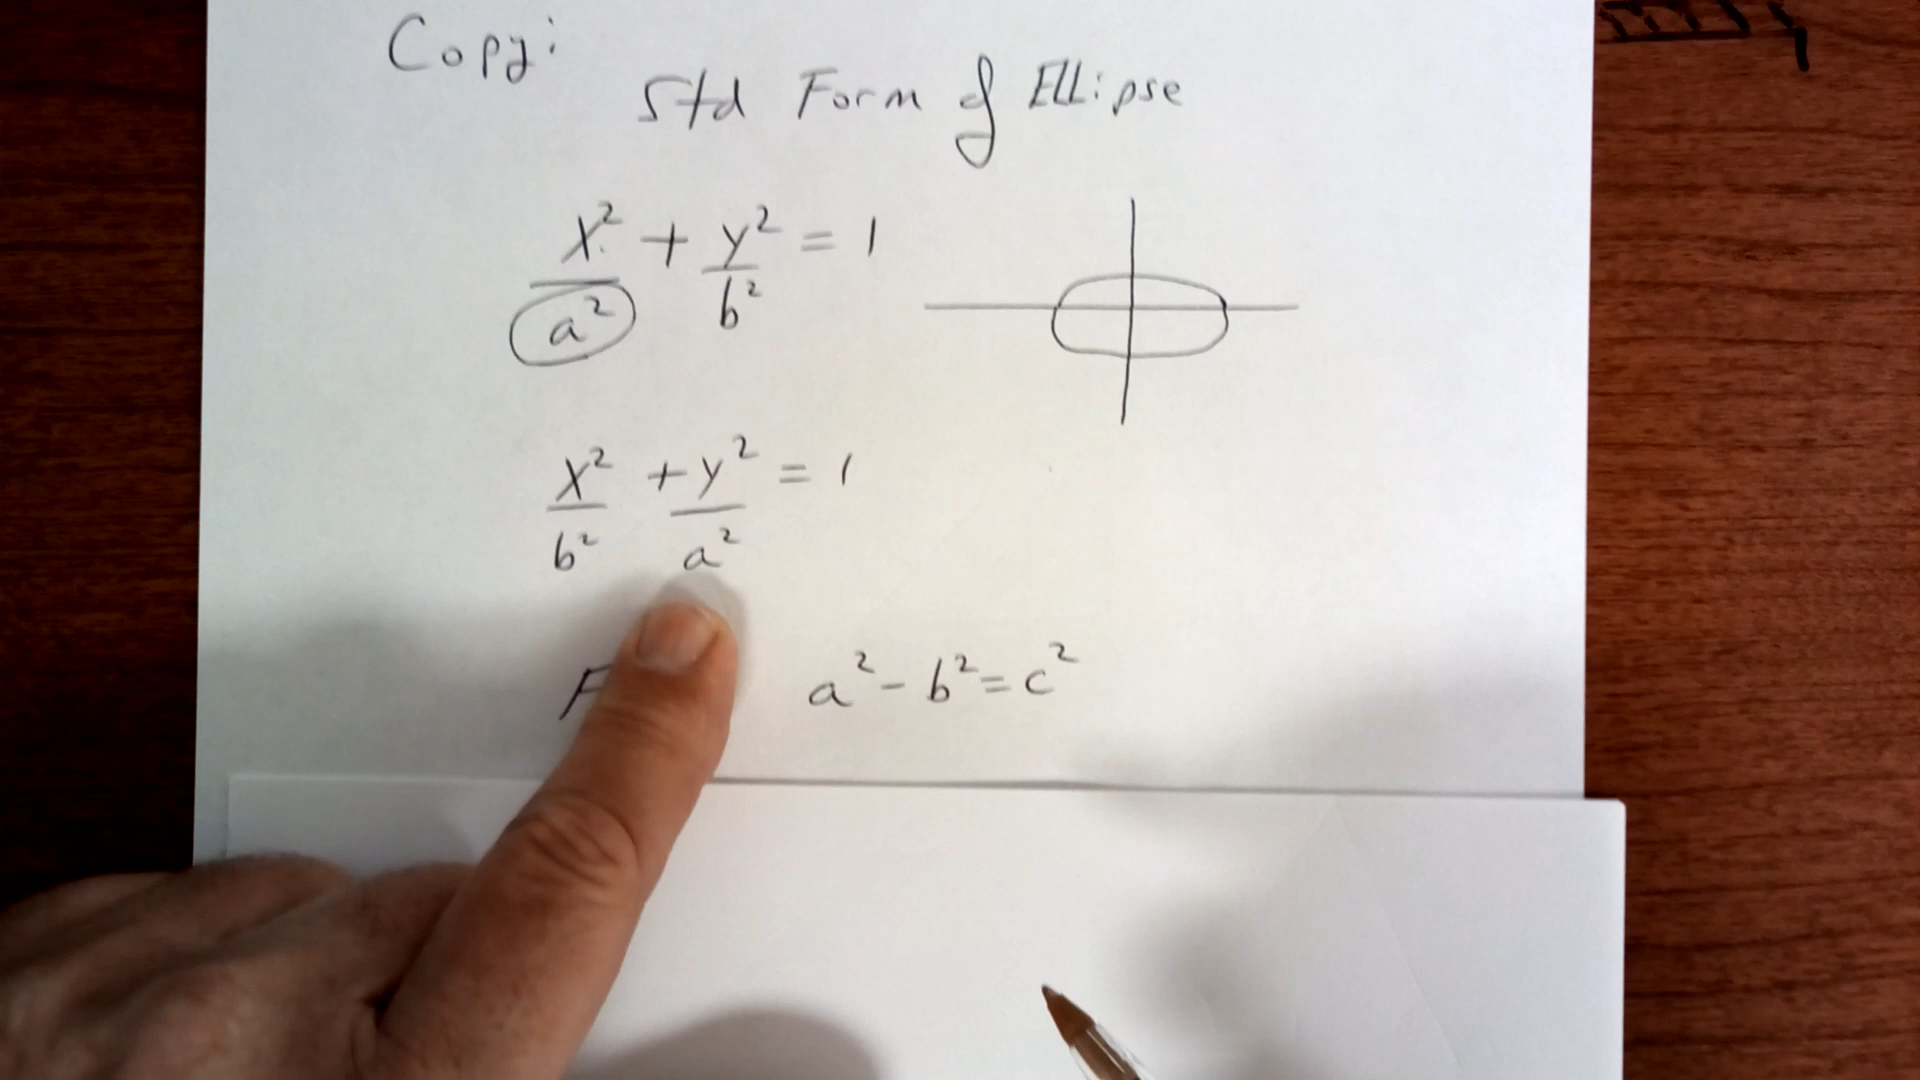 Copy:
Std Form of Ellipse
x²/a² + y²/b² = 1
x²/b² + y²/a² = 1
a² - b² = c²